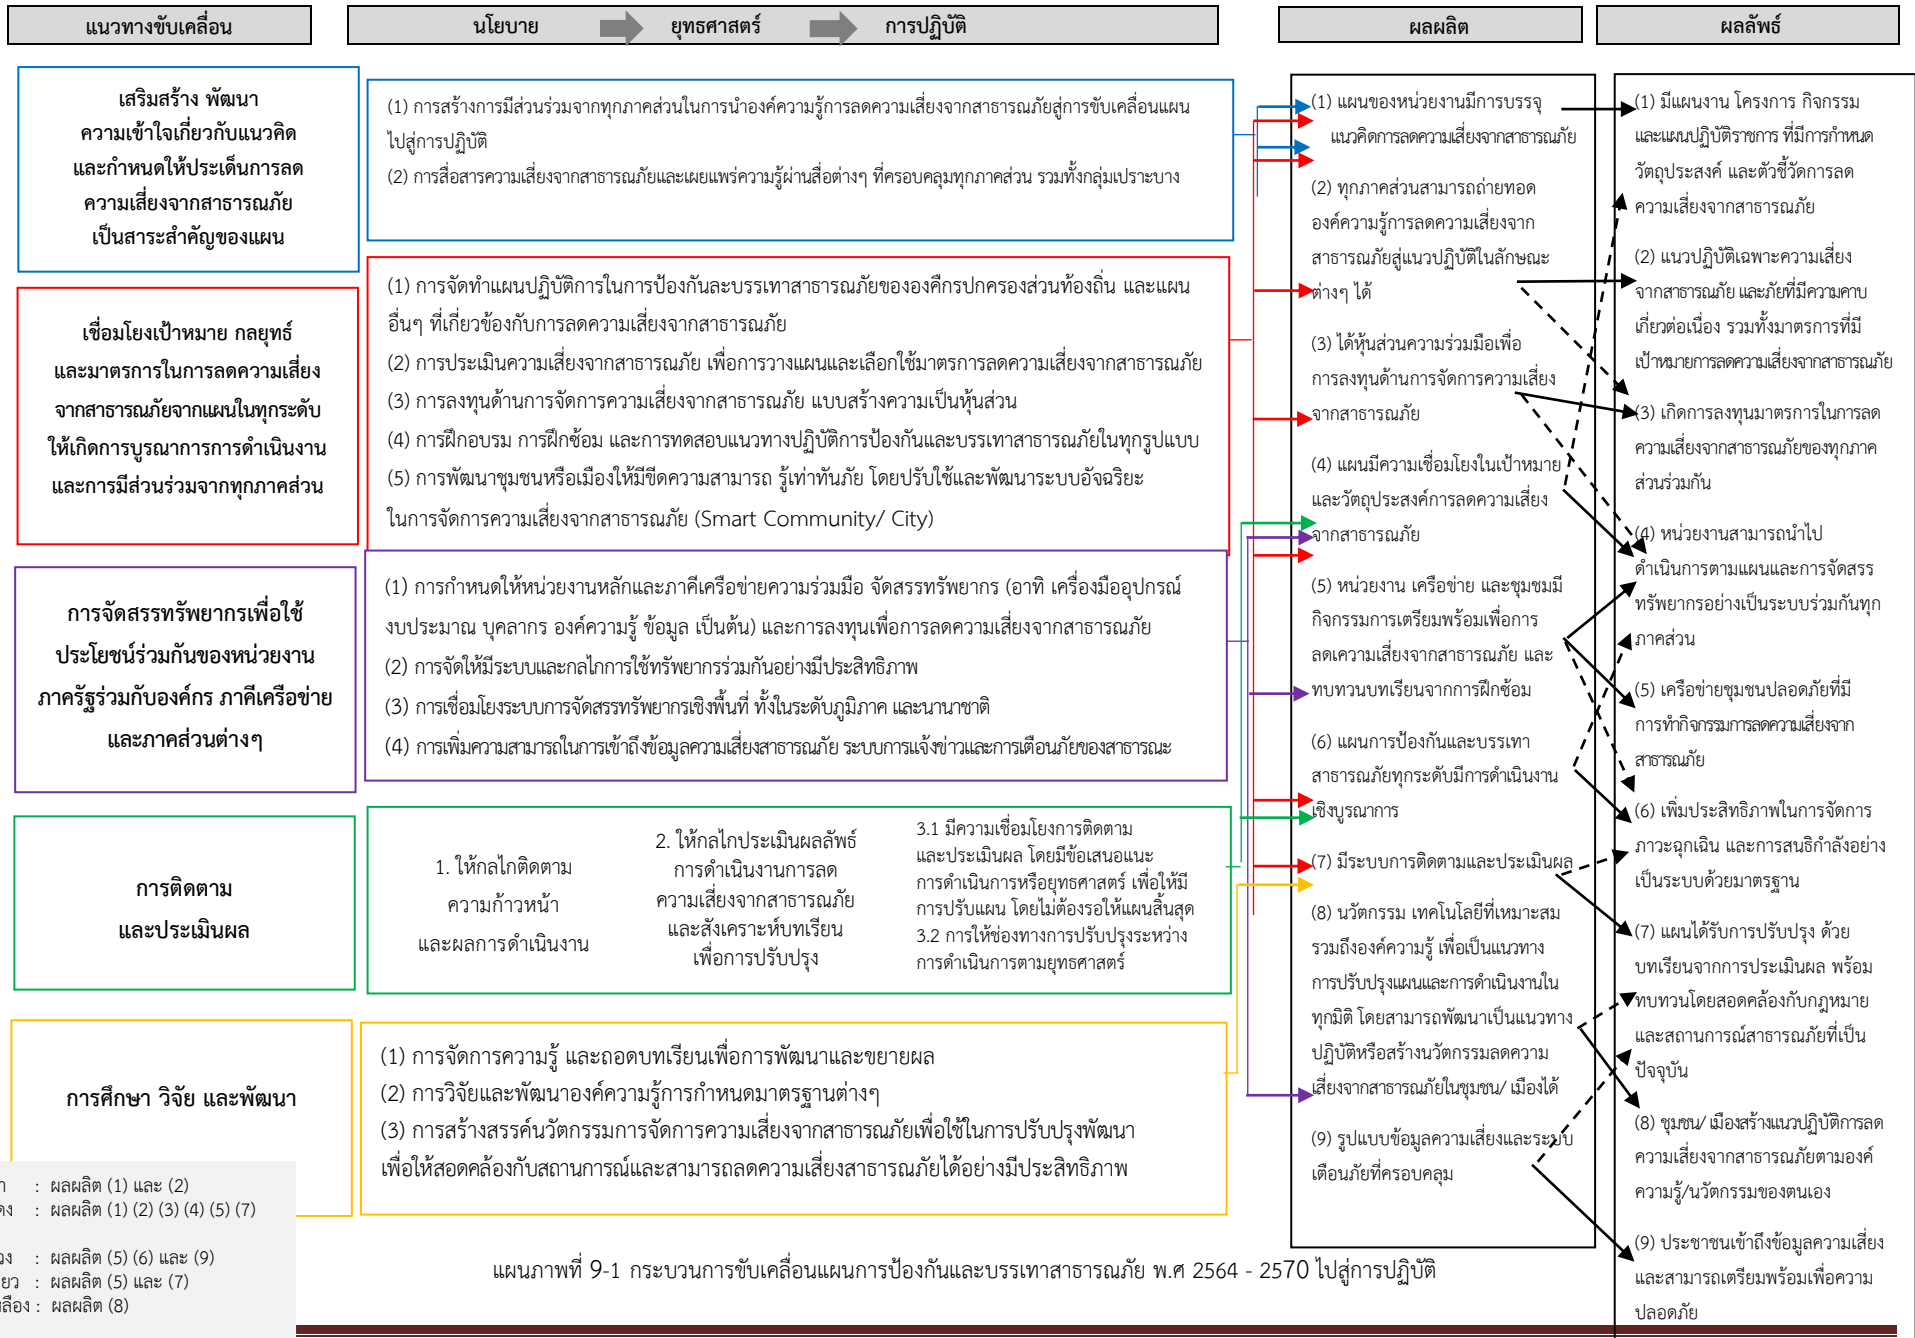 แนวทางขับเคลื่อน
นโยบาย
ยุทธศาสตร์
การปฏิบัติ
ผลผลิต
ผลลัพธ์
เสริมสร้าง พัฒนา
ความเข้าใจเกี่ยวกับแนวคิด
และกำหนดให้ประเด็นการลด
ความเสี่ยงจากสาธารณภัย
เป็นสาระสำคัญของแผน
(1) การสร้างการมีส่วนร่วมจากทุกภาคส่วนในการนำองค์ความรู้การลดความเสี่ยงจากสาธารณภัยสู่การขับเคลื่อนแผน
ไปสู่การปฏิบัติ
(2) การสื่อสารความเสี่ยงจากสาธารณภัยและเผยแพร่ความรู้ผ่านสื่อต่างๆ ที่ครอบคลุมทุกภาคส่วน รวมทั้งกลุ่มเปราะบาง
เชื่อมโยงเป้าหมาย กลยุทธ์
และมาตรการในการลดความเสี่ยง
จากสาธารณภัยจากแผนในทุกระดับ
ให้เกิดการบูรณาการการดำเนินงาน
และการมีส่วนร่วมจากทุกภาคส่วน
(1) การจัดทำแผนปฏิบัติการในการป้องกันละบรรเทาสาธารณภัยขององค์กรปกครองส่วนท้องถิ่น และแผน
อื่นๆ ที่เกี่ยวข้องกับการลดความเสี่ยงจากสาธารณภัย
(2) การประเมินความเสี่ยงจากสาธารณภัย เพื่อการวางแผนและเลือกใช้มาตรการลดความเสี่ยงจากสาธารณภัย
(3) การลงทุนด้านการจัดการความเสี่ยงจากสาธารณภัย แบบสร้างความเป็นหุ้นส่วน
(4) การฝึกอบรม การฝึกซ้อม และการทดสอบแนวทางปฏิบัติการป้องกันและบรรเทาสาธารณภัยในทุกรูปแบบ
(5) การพัฒนาชุมชนหรือเมืองให้มีขีดความสามารถ รู้เท่าทันภัย โดยปรับใช้และพัฒนาระบบอัจฉริยะ
ในการจัดการความเสี่ยงจากสาธารณภัย (Smart Community/ City)
การจัดสรรทรัพยากรเพื่อใช้
ประโยชน์ร่วมกันของหน่วยงาน
ภาครัฐร่วมกับองค์กร ภาคีเครือข่าย
และภาคส่วนต่างๆ
(1) การกำหนดให้หน่วยงานหลักและภาคีเครือข่ายความร่วมมือ จัดสรรทรัพยากร (อาทิ เครื่องมืออุปกรณ์
งบประมาณ บุคลากร องค์ความรู้ ข้อมูล เป็นต้น) และการลงทุนเพื่อการลดความเสี่ยงจากสาธารณภัย
(2) การจัดให้มีระบบและกลไกการใช้ทรัพยากรร่วมกันอย่างมีประสิทธิภาพ
(3) การเชื่อมโยงระบบการจัดสรรทรัพยากรเชิงพื้นที่ ทั้งในระดับภูมิภาค และนานาชาติ
(4) การเพิ่มความสามารถในการเข้าถึงข้อมูลความเสี่ยงสาธารณภัย ระบบการแจ้งข่าวและการเตือนภัยของสาธารณะ
การติดตาม
และประเมินผล
1. ให้กลไกติดตาม
ความก้าวหน้า
และผลการดำเนินงาน
2. ให้กลไกประเมินผลลัพธ์
การดำเนินงานการลด
ความเสี่ยงจากสาธารณภัย
และสังเคราะห์บทเรียน
เพื่อการปรับปรุง
3.1 มีความเชื่อมโยงการติดตาม
และประเมินผล โดยมีข้อเสนอแนะ
การดำเนินการหรือยุทธศาสตร์ เพื่อให้มี
การปรับแผน โดยไม่ต้องรอให้แผนสิ้นสุด
3.2 การให้ช่องทางการปรับปรุงระหว่าง
การดำเนินการตามยุทธศาสตร์
การศึกษา วิจัย และพัฒนา
(1) การจัดการความรู้ และถอดบทเรียนเพื่อการพัฒนาและขยายผล
(2) การวิจัยและพัฒนาองค์ความรู้การกำหนดมาตรฐานต่างๆ
(3) การสร้างสรรค์นวัตกรรมการจัดการความเสี่ยงจากสาธารณภัยเพื่อใช้ในการปรับปรุงพัฒนา
เพื่อให้สอดคล้องกับสถานการณ์และสามารถลดความเสี่ยงสาธารณภัยได้อย่างมีประสิทธิภาพ
(1) แผนของหน่วยงานมีการบรรจุ
แนวคิดการลดความเสี่ยงจากสาธารณภัย
(2) ทุกภาคส่วนสามารถถ่ายทอด
องค์ความรู้การลดความเสี่ยงจาก
สาธารณภัยสู่แนวปฏิบัติในลักษณะ
ต่างๆ ได้
(3) ได้หุ้นส่วนความร่วมมือเพื่อ
การลงทุนด้านการจัดการความเสี่ยง
จากสาธารณภัย
(4) แผนมีความเชื่อมโยงในเป้าหมาย
และวัตถุประสงค์การลดความเสี่ยง
จากสาธารณภัย
(5) หน่วยงาน เครือข่าย และชุมชนมี
กิจกรรมการเตรียมพร้อมเพื่อการ
ลดเความเสี่ยงจากสาธารณภัย และ
ทบทวนบทเรียนจากการฝึกซ้อม
(6) แผนการป้องกันและบรรเทา
สาธารณภัยทุกระดับมีการดำเนินงาน
เชิงบูรณาการ
(7) มีระบบการติดตามและประเมินผล
(8) นวัตกรรม เทคโนโลยีที่เหมาะสม
รวมถึงองค์ความรู้ เพื่อเป็นแนวทาง
การปรับปรุงแผนและการดำเนินงานใน
ทุกมิติ โดยสามารถพัฒนาเป็นแนวทาง
ปฏิบัติหรือสร้างนวัตกรรมลดความ
เสี่ยงจากสาธารณภัยในชุมชน/ เมืองได้
(9) รูปแบบข้อมูลความเสี่ยงและระบบ
เตือนภัยที่ครอบคลุม
(1) มีแผนงาน โครงการ กิจกรรม
และแผนปฏิบัติราชการ ที่มีการกำหนด
วัตถุประสงค์ และตัวชี้วัดการลด
ความเสี่ยงจากสาธารณภัย
(2) แนวปฏิบัติเฉพาะความเสี่ยง
จากสาธารณภัย และภัยที่มีความคาบ
เกี่ยวต่อเนื่อง รวมทั้งมาตรการที่มี
เป้าหมายการลดความเสี่ยงจากสาธารณภัย
(3) เกิดการลงทุนมาตรการในการลด
ความเสี่ยงจากสาธารณภัยของทุกภาค
ส่วนร่วมกัน
(4) หน่วยงานสามารถนำไป
ดำเนินการตามแผนและการจัดสรร
ทรัพยากรอย่างเป็นระบบร่วมกันทุก
ภาคส่วน
(5) เครือข่ายชุมชนปลอดภัยที่มี
การทำกิจกรรมการลดความเสี่ยงจาก
สาธารณภัย
(6) เพิ่มประสิทธิภาพในการจัดการ
ภาวะฉุกเฉิน และการสนธิกำลังอย่าง
เป็นระบบด้วยมาตรฐาน
(7) แผนได้รับการปรับปรุง ด้วย
บทเรียนจากการประเมินผล พร้อม
ทบทวนโดยสอดคล้องกับกฎหมาย
และสถานการณ์สาธารณภัยที่เป็น
ปัจจุบัน
(8) ชุมชน/ เมืองสร้างแนวปฏิบัติการลด
ความเสี่ยงจากสาธารณภัยตามองค์
ความรู้/นวัตกรรมของตนเอง
(9) ประชาชนเข้าถึงข้อมูลความเสี่ยง
และสามารถเตรียมพร้อมเพื่อความ
ปลอดภัย
: ผลผลิต (1) และ (2)
: ผลผลิต (1) (2) (3) (4) (5) (7)
: ผลผลิต (5) (6) และ (9)
: ผลผลิต (5) และ (7)
: ผลผลิต (8)
แผนภาพที่ 9-1 กระบวนการขับเคลื่อนแผนการป้องกันและบรรเทาสาธารณภัย พ.ศ 2564 - 2570 ไปสู่การปฏิบัติ